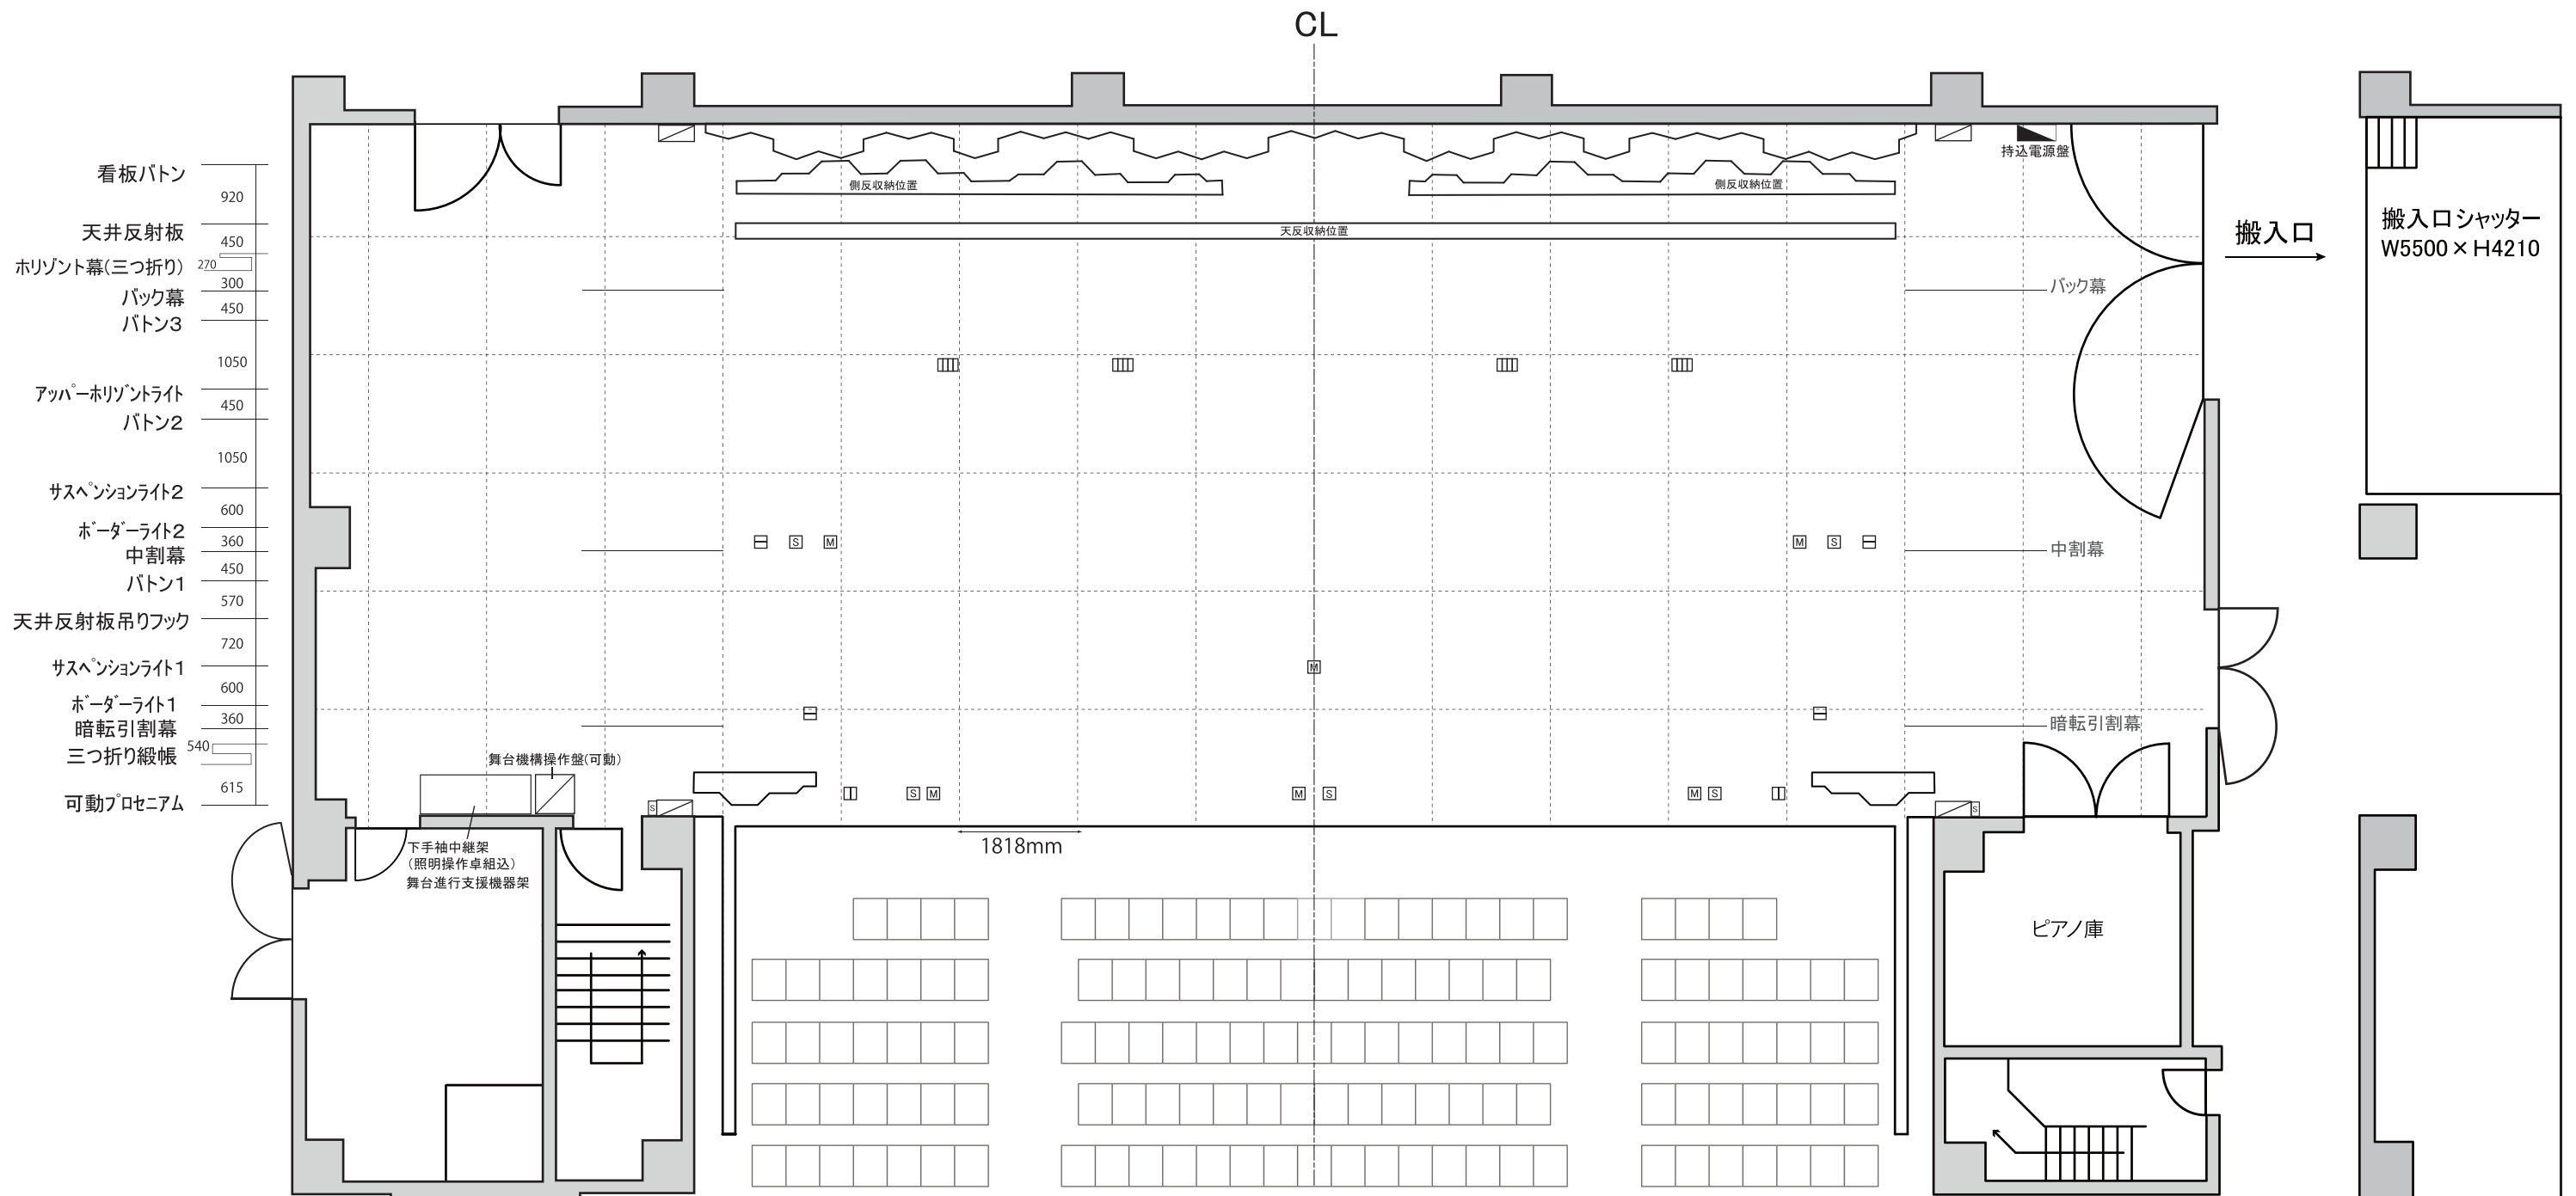 CL
看板バトン
920
天井反射板
450
ホリゾント幕(三つ折り)
270
300
バック幕
450
バトン3
1050
アッパーホリゾントライト
450
バトン2
1050
サスペンションライト2
600
ボーダーライト2
360
中割幕
450
バトン1
570
天井反射板吊りフック
720
サスペンションライト1
600
ボーダーライト1
360
暗転引割幕
540
三つ折り緞帳
615
可動プロセニアム
側反収納位置
側反収納位置
天反収納位置
持込電源盤
搬入口
搬入口シャッター
W5500×H4210
バック幕
S
M
M
S
中割幕
M
暗転引割幕
舞台機構操作盤(可動)
S
S
M
M
S
M
S
S
下手袖中継架
(照明操作卓組込)
舞台進行支援機器架
1818mm
ピアノ庫